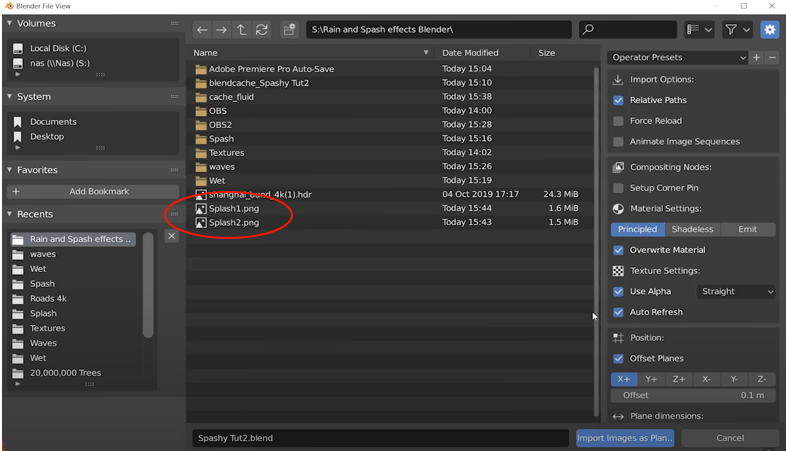 Blender File View
Volumes
Local Disk (C:)
nas (\\Nas) (S:)
System
Documents
Desktop
Favorites
Add Bookmark
Recents
Rain and Spash effects ..
waves
Wet
Spash
Roads 4k
Splash
Textures
Waves
Wet
20,000,000 Trees
S:\Rain and Spash effects Blender\
Name Date Modified Size
Adobe Premiere Pro Auto-Save Today 15:04
blendcache_Spashy Tut2 Today 15:10
cache_fluid Today 15:38
OBS Today 14:00
OBS2 Today 15:28
Spash Today 15:16
Textures Today 14:02
waves Today 15:26
Wet Today 15:19
shanghai_bund_4k(1).hdr 04 Oct 2019 17:17 24.3 MiB
Splash1.png Today 15:44 1.6 MiB
Splash2.png Today 15:43 1.5 MiB
Spashy Tut2.blend
Operator Presets
Import Options:
Relative Paths
Force Reload
Animate Image Sequences
Compositing Nodes:
Setup Corner Pin
Material Settings:
Principled Shadeless Emit
Overwrite Material
Texture Settings:
Use Alpha Straight
Auto Refresh
Position:
Offset Planes
X+ Y+ Z+ X- Y- Z-
Offset 0.1 m
Plane dimensions:
Import Images as Plan.. Cancel